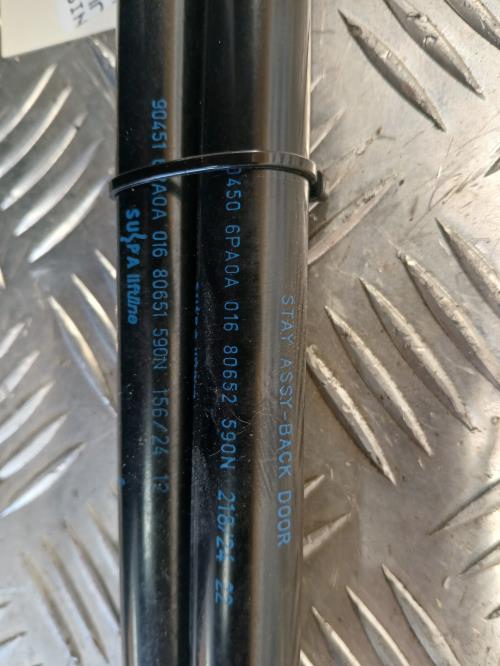 90451 6PA0A 016 80651 590N 156/24 12
SUSPA liftline
0450 6PA0A 016 80652 590N 218/24 22
STAY ASSY-BACK DOOR